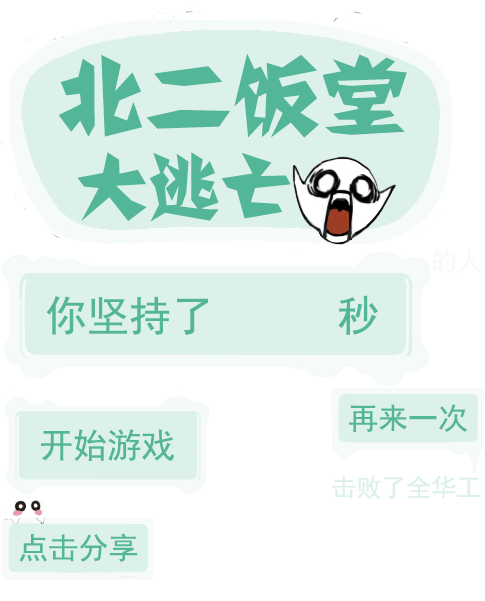 北二饭堂
大逃亡
的人
你坚持了 秒
再来一次
开始游戏
击败了全华工
点击分享